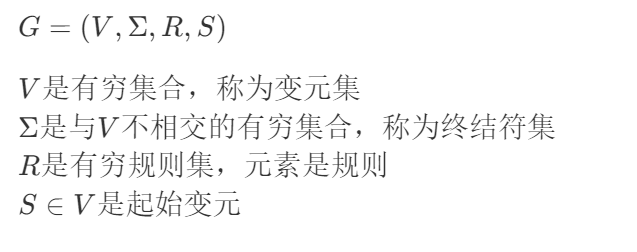 G = (V, Σ, R, S)
V是有穷集合，称为变元集
Σ是与V不相交的有穷集合，称为终结符集
R是有穷规则集，元素是规则
S ∈ V是起始变元